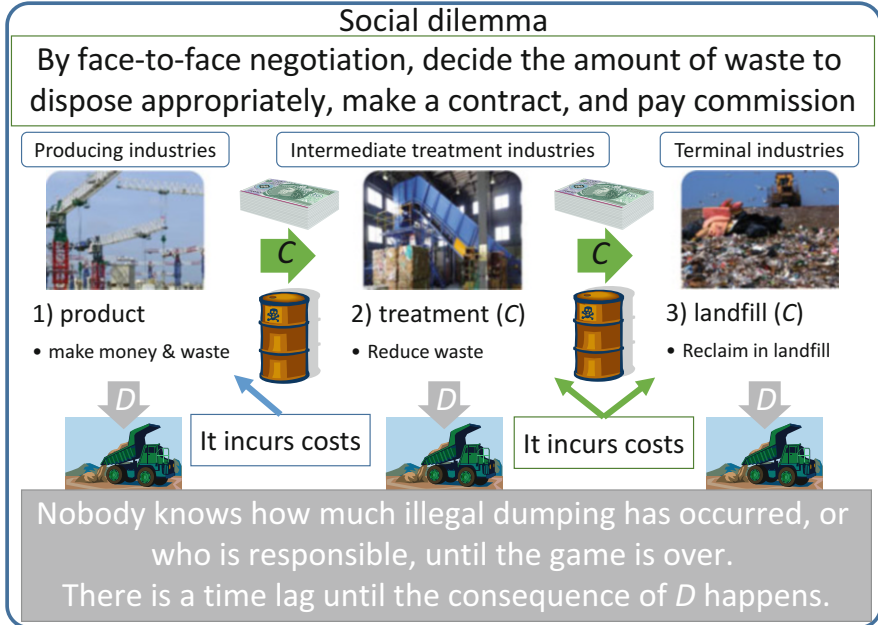 Social dilemma
By face-to-face negotiation, decide the amount of waste to
dispose appropriately, make a contract, and pay commission
Producing industries
Intermediate treatment industries
Terminal industries
C
C
1) product
2) treatment (C)
3) landfill (C)
• make money & waste
• Reduce waste
• Reclaim in landfill
D
D
D
It incurs costs
It incurs costs
Nobody knows how much illegal dumping has occurred, or
who is responsible, until the game is over.
There is a time lag until the consequence of D happens.